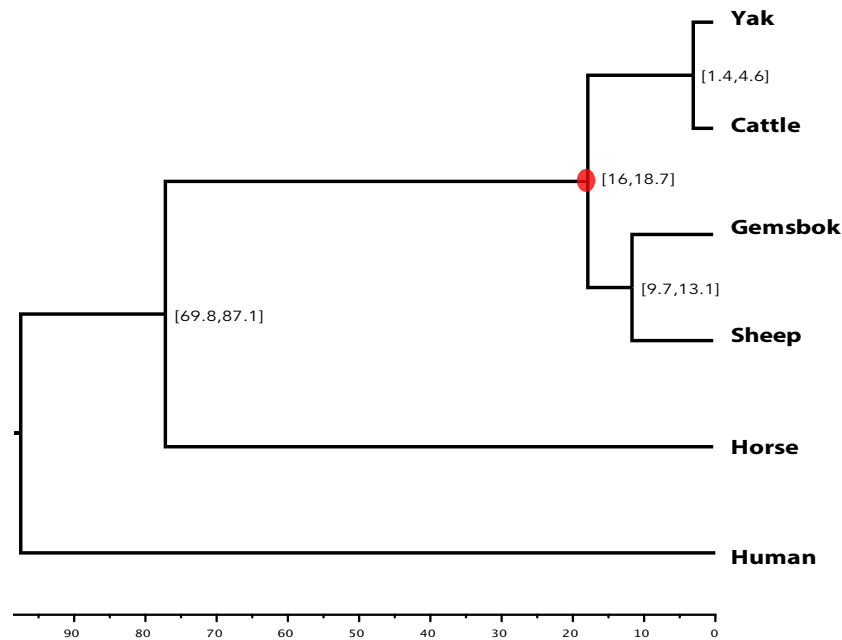 Yak
[1.4,4.6]
Cattle
[16,18.7]
Gemsbok
[9.7,13.1]
[69.8,87.1]
Sheep
Horse
Human
90 80 70 60 50 40 30 20 10 0